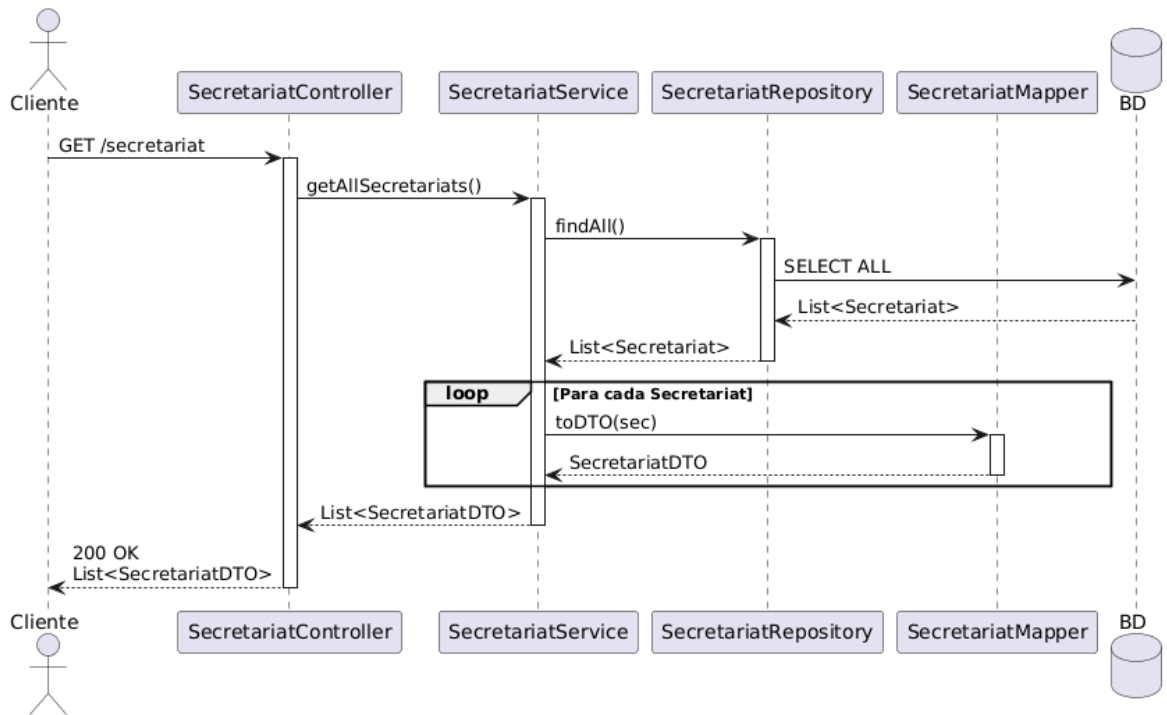 Cliente
SecretariatController
SecretariatService
SecretariatRepository
SecretariatMapper
BD
GET /secretariat
getAllSecretariats()
findAll()
SELECT ALL
List<Secretariat>
List<Secretariat>
loop
[Para cada Secretariat]
toDTO(sec)
SecretariatDTO
List<SecretariatDTO>
200 OK
List<SecretariatDTO>
Cliente
SecretariatController
SecretariatService
SecretariatRepository
SecretariatMapper
BD